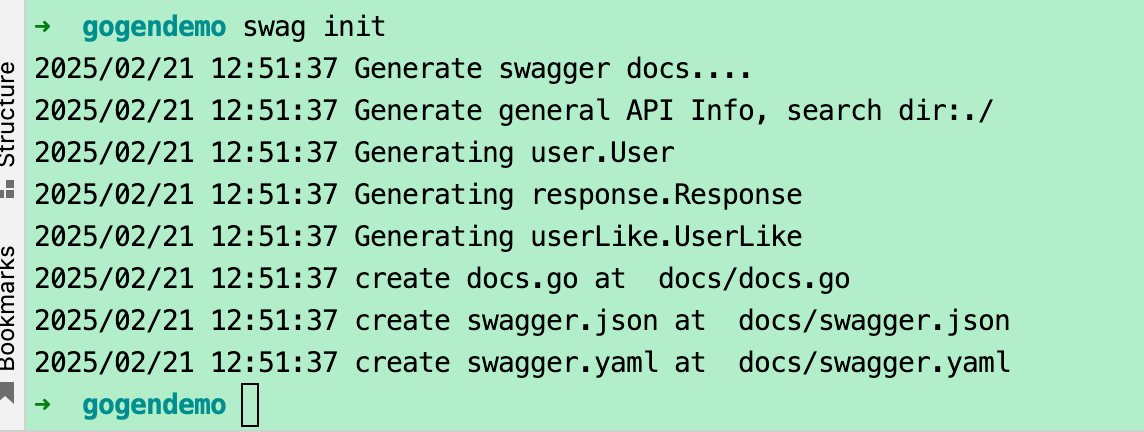 ➜  gogendemo swag init
2025/02/21 12:51:37 Generate swagger docs....
2025/02/21 12:51:37 Generate general API Info, search dir:./
2025/02/21 12:51:37 Generating user.User
2025/02/21 12:51:37 Generating response.Response
2025/02/21 12:51:37 Generating userLike.UserLike
2025/02/21 12:51:37 create docs.go at  docs/docs.go
2025/02/21 12:51:37 create swagger.json at  docs/swagger.json
2025/02/21 12:51:37 create swagger.yaml at  docs/swagger.yaml
➜  gogendemo
Structure
Bookmarks